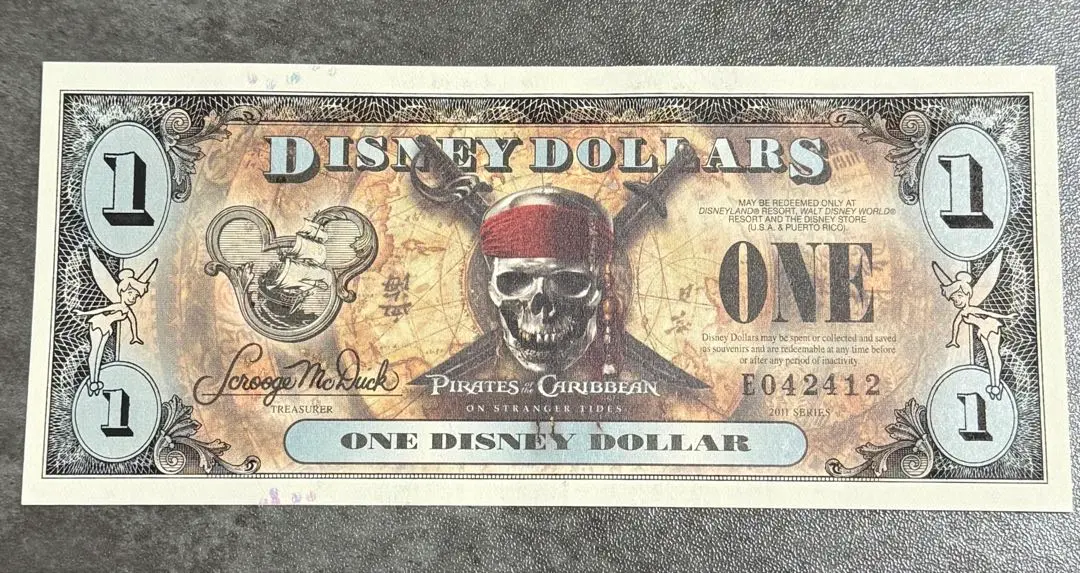 1
DISNEY DOLLARS
1
MAY BE REDEEMED ONLY AT
DISNEYLAND® RESORT, WALT DISNEY WORLD®
RESORT AND THE DISNEY STORE
(U.S.A. & PUERTO RICO).
ONE
Disney Dollars may be spent or collected and saved
as souvenirs and are redeemable at any time before
or after any period of inactivity
E042412
2011 SERIES
Scrooge McDuck
TREASURER
PIRATES OF THE CARIBBEAN
ON STRANGER TIDES
1
ONE DISNEY DOLLAR
1